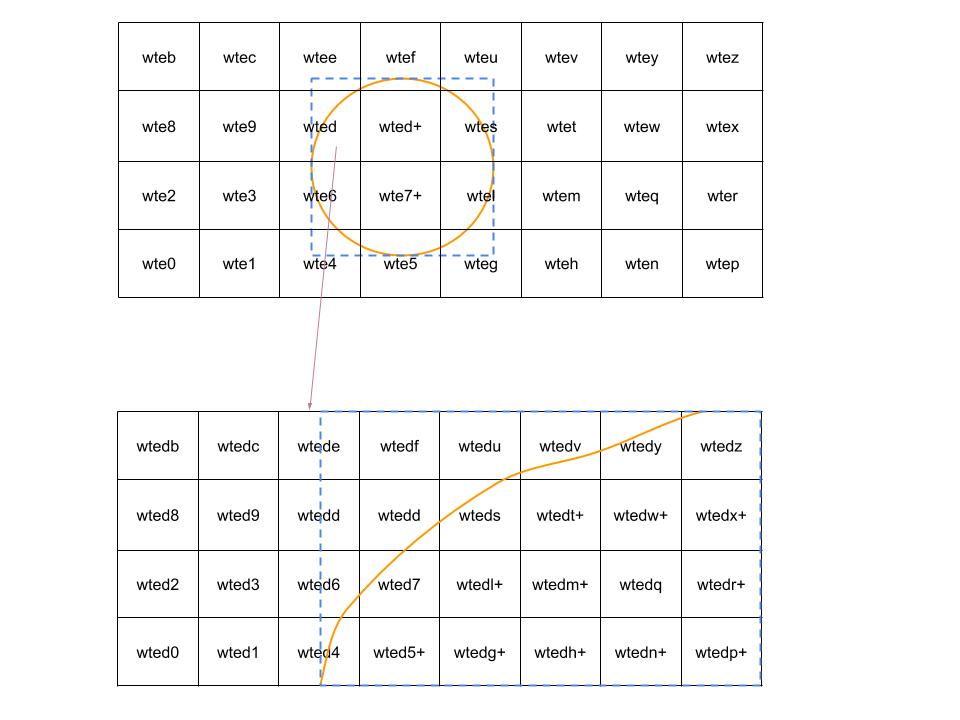 wteb wtec wtee wtef wteu wtev wtey wtez
wte8 wte9 wted wted+ wtes wtet wtew wtex
wte2 wte3 wte6 wte7+ wtel wtem wteq wter
wte0 wte1 wte4 wte5 wteg wteh wten wtep
wtedb wtedc wtede wtedf wtedu wtedv wtedy wtedz
wted8 wted9 wtedd wtedd wteds wtedt+ wtedw+ wtedx+
wted2 wted3 wted6 wted7 wtedl+ wtedm+ wtedq wtedr+
wted0 wted1 wted4 wted5+ wtedg+ wtedh+ wtedn+ wtedp+